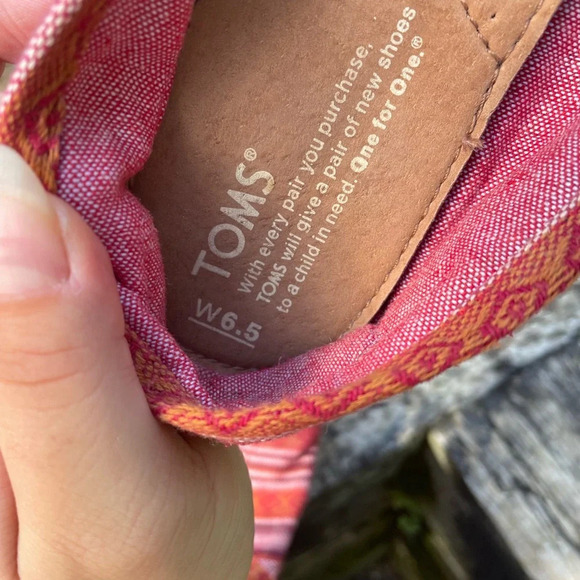 TOMS®
With every pair you purchase,
TOMS will give a pair of new shoes
to a child in need. One for One.®
W 6.5